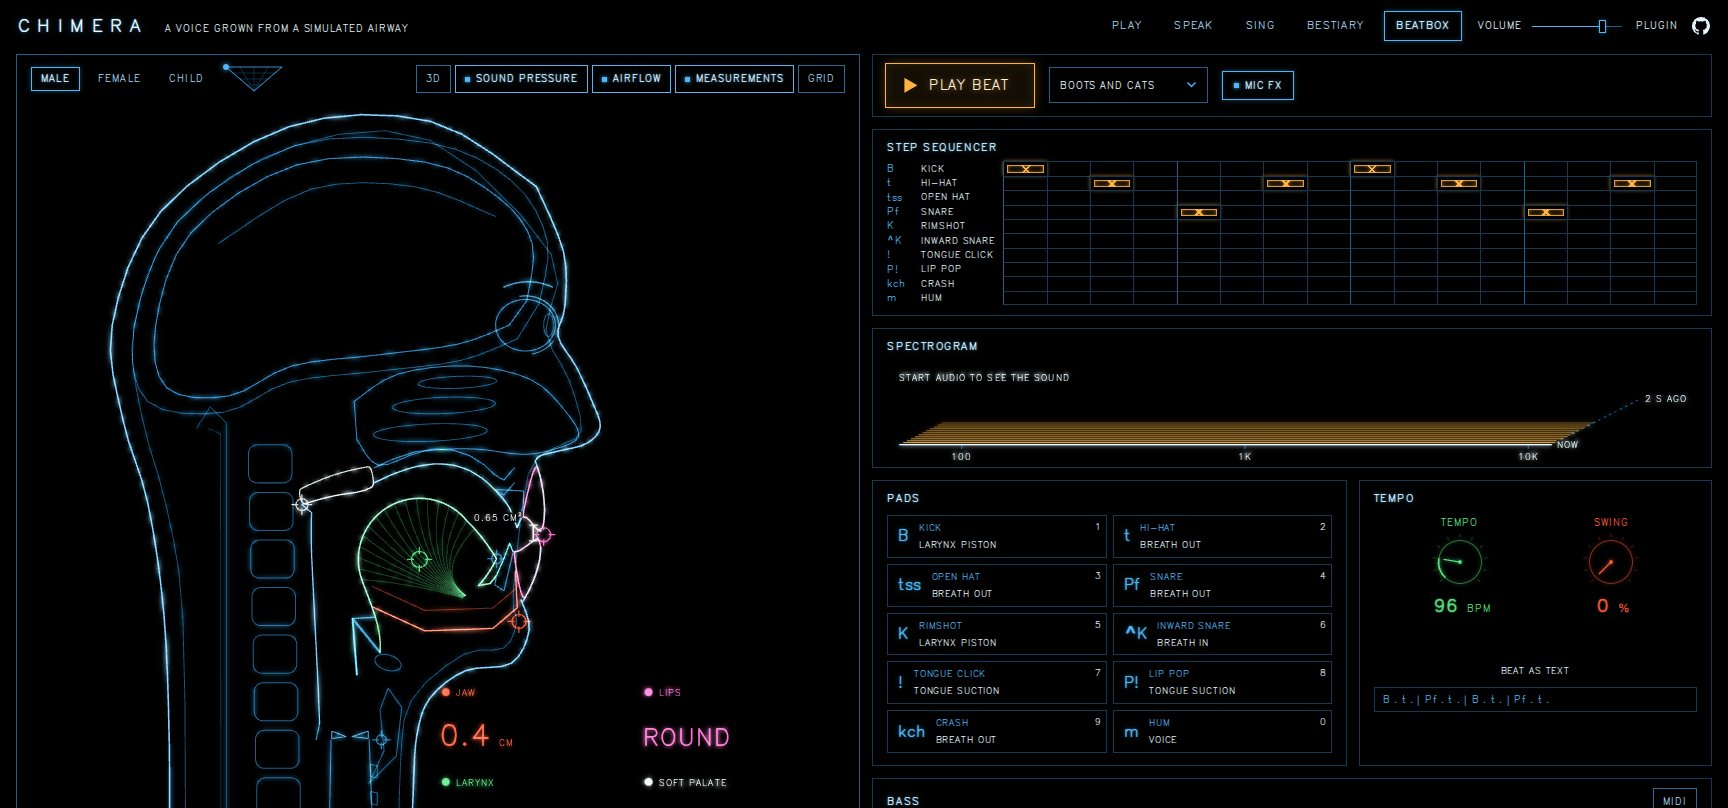 CHIMERA
A VOICE GROWN FROM A SIMULATED AIRWAY
PLAY
SPEAK
SING
BESTIARY
BEATBOX
VOLUME
PLUGIN
MALE
FEMALE
CHILD
3D
SOUND PRESSURE
AIRFLOW
MEASUREMENTS
GRID
0.65 CM²
JAW
0.4 CM
LIPS
ROUND
LARYNX
SOFT PALATE
PLAY BEAT
BOOTS AND CATS
MIC FX
STEP SEQUENCER
B KICK
t HI-HAT
tss OPEN HAT
Pf SNARE
K RIMSHOT
^K INWARD SNARE
! TONGUE CLICK
P! LIP POP
kch CRASH
m HUM
SPECTROGRAM
START AUDIO TO SEE THE SOUND
2 S AGO
NOW
100
1K
10K
PADS
B KICK 1
LARYNX PISTON
t HI-HAT 2
BREATH OUT
tss OPEN HAT 3
BREATH OUT
Pf SNARE 4
BREATH OUT
K RIMSHOT 5
LARYNX PISTON
^K INWARD SNARE 6
BREATH IN
! TONGUE CLICK 7
TONGUE SUCTION
P! LIP POP 8
TONGUE SUCTION
kch CRASH 9
BREATH OUT
m HUM 0
VOICE
TEMPO
TEMPO
96 BPM
SWING
0 %
BEAT AS TEXT
B.t.|Pf.t.|B.t.|Pf.t.
BASS
MIDI